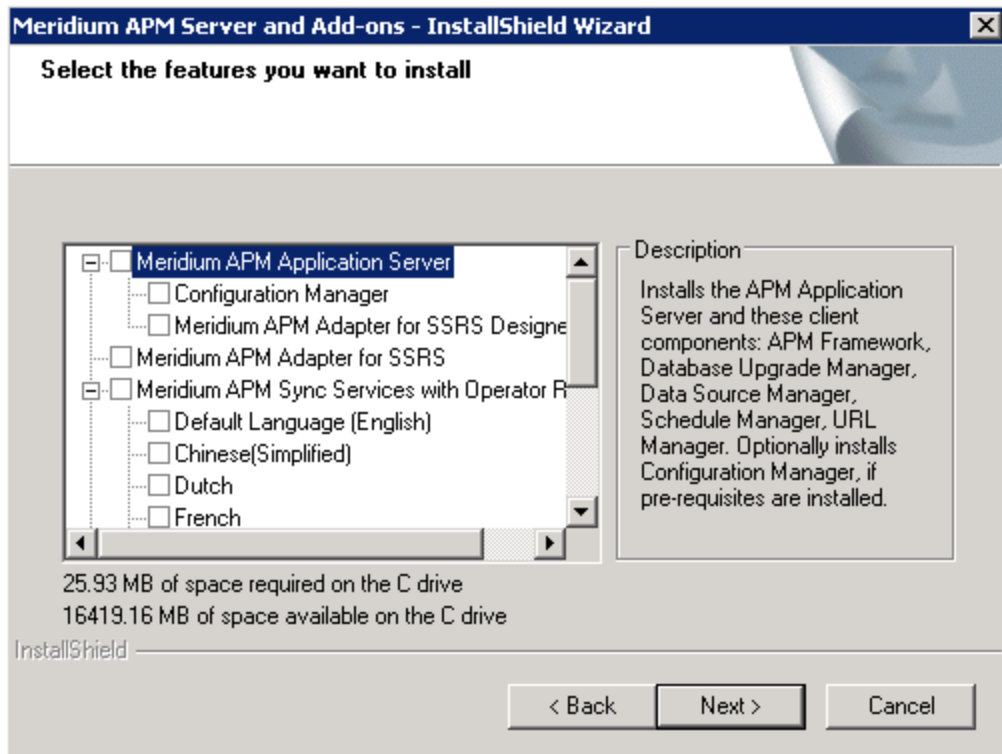 Meridium APM Server and Add-ons - InstallShield Wizard
Select the features you want to install
Meridium APM Application Server
Configuration Manager
Meridium APM Adapter for SSRS Designe
Meridium APM Adapter for SSRS
Meridium APM Sync Services with Operator R
Default Language (English)
Chinese(Simplified)
Dutch
French
Description
Installs the APM Application
Server and these client
components: APM Framework,
Database Upgrade Manager,
Data Source Manager,
Schedule Manager, URL
Manager. Optionally installs
Configuration Manager, if
pre-requisites are installed.
25.93 MB of space required on the C drive
16419.16 MB of space available on the C drive
InstallShield
< Back
Next >
Cancel